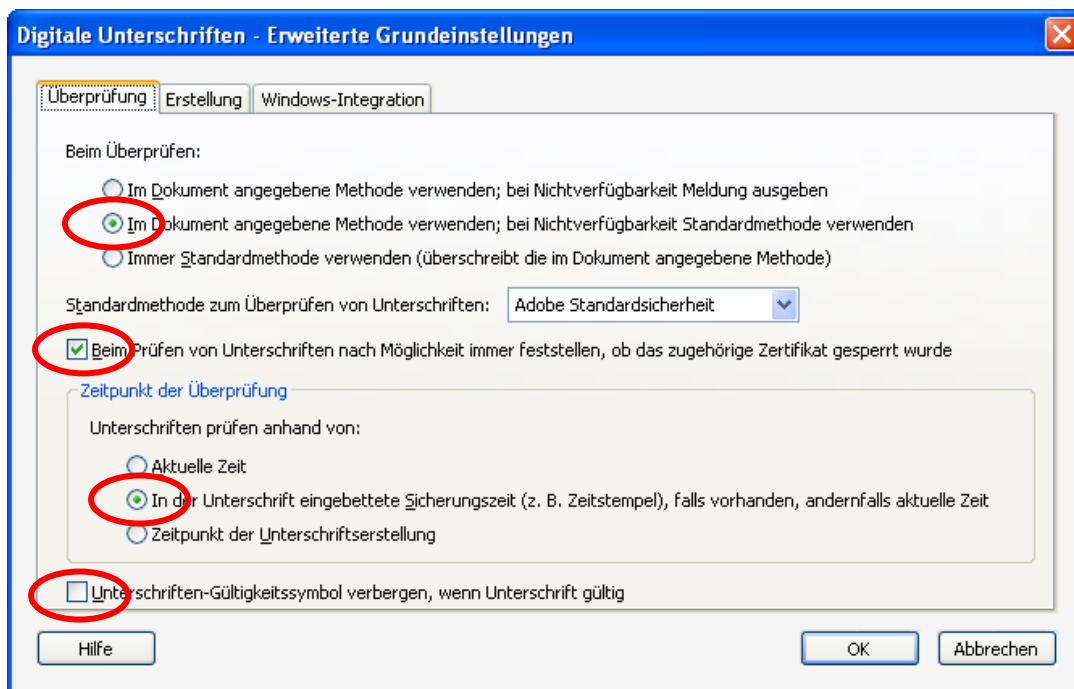 Digitale Unterschriften - Erweiterte Grundeinstellungen
Überprüfung Erstellung Windows-Integration
Beim Überprüfen:
Im Dokument angegebene Methode verwenden; bei Nichtverfügbarkeit Meldung ausgeben
Im Dokument angegebene Methode verwenden; bei Nichtverfügbarkeit Standardmethode verwenden
Immer Standardmethode verwenden (überschreibt die im Dokument angegebene Methode)
Standardmethode zum Überprüfen von Unterschriften: Adobe Standardsicherheit
Beim Prüfen von Unterschriften nach Möglichkeit immer feststellen, ob das zugehörige Zertifikat gesperrt wurde
Zeitpunkt der Überprüfung
Unterschriften prüfen anhand von:
Aktuelle Zeit
In der Unterschrift eingebettete Sicherungszeit (z. B. Zeitstempel), falls vorhanden, andernfalls aktuelle Zeit
Zeitpunkt der Unterschriftserstellung
Unterschriften-Gültigkeitssymbol verbergen, wenn Unterschrift gültig
Hilfe OK Abbrechen